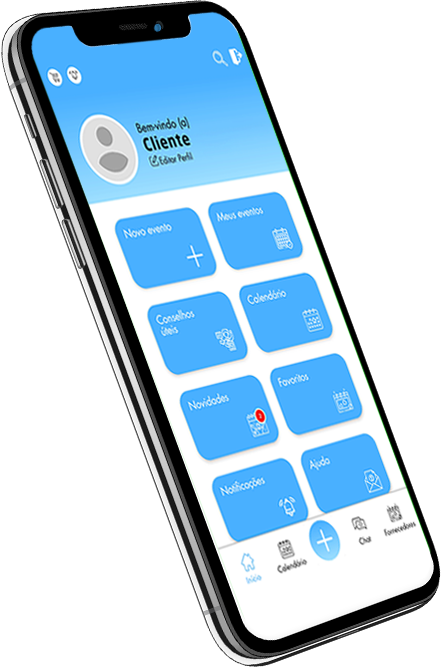 Bem-vindo (a)
Cliente
Editar Perfil
Novo evento
Meus eventos
Conselhos
úteis
Calendário
Novidades
Favoritos
Notificações
Ajuda
Início
Calendário
Chat
Fornecedores